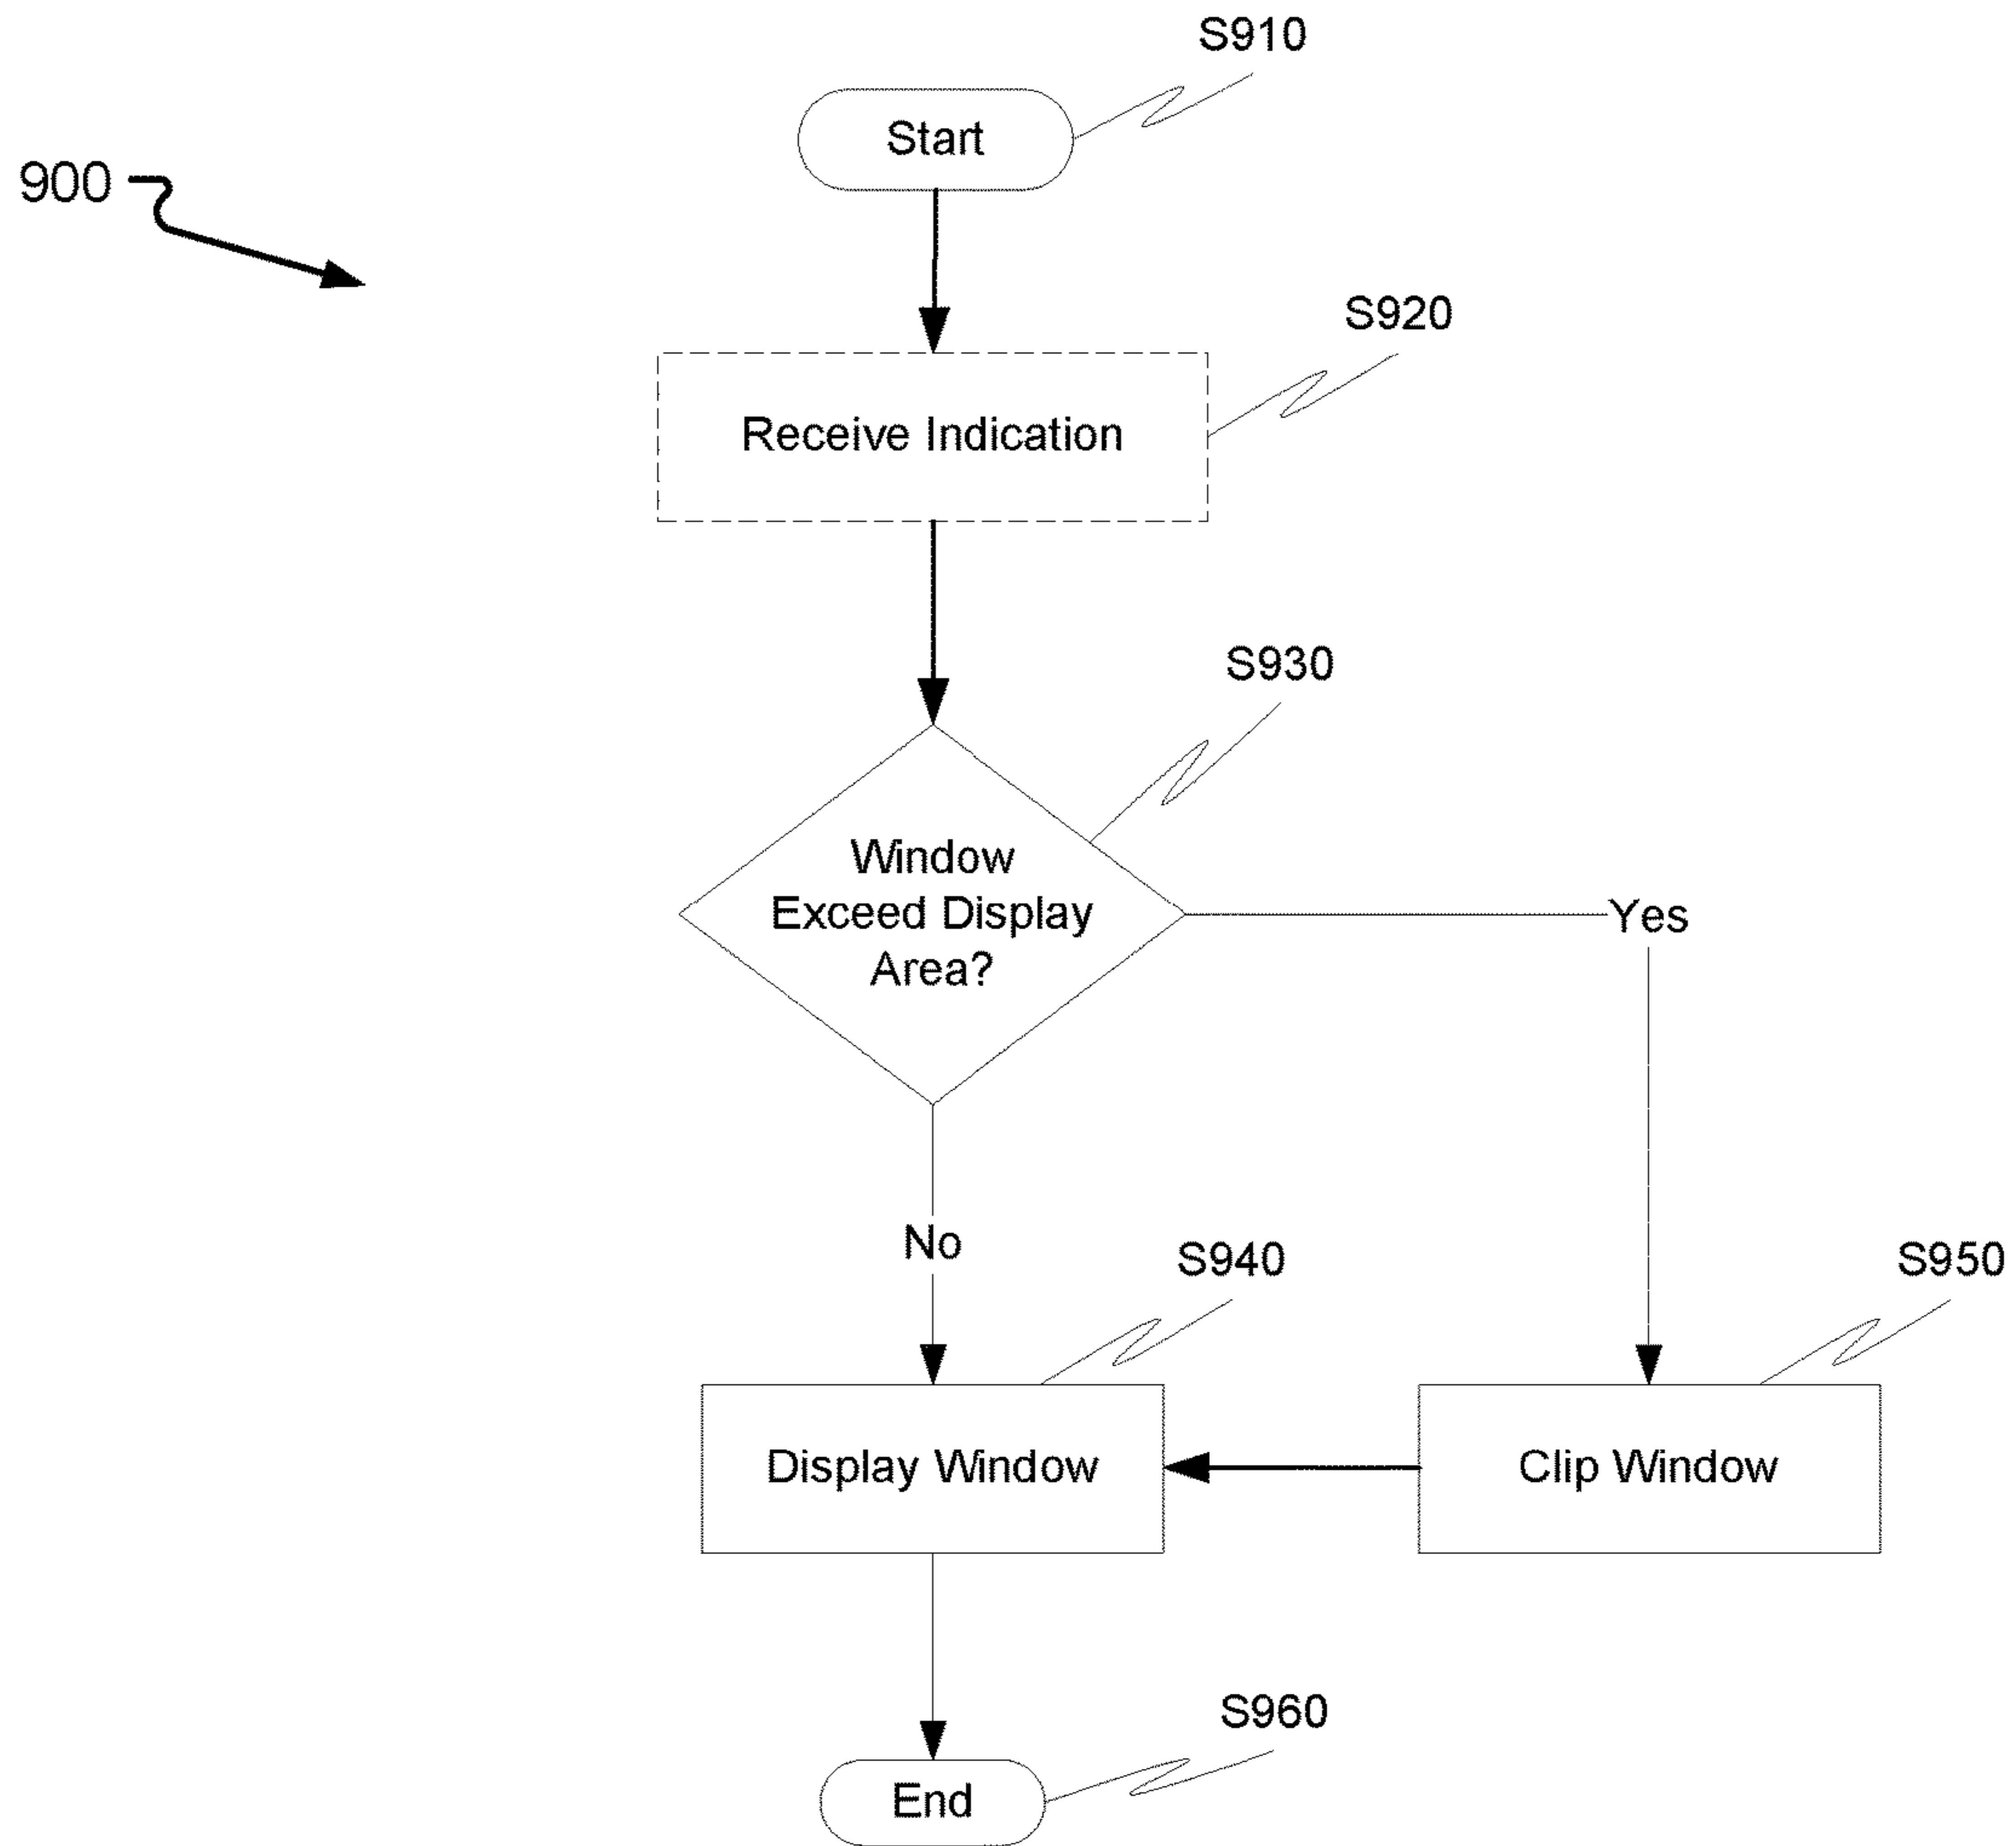 S910
Start
900
S920
Receive Indication
S930
Window
Exceed Display
Area?
Yes
No
S940
S950
Display Window
Clip Window
S960
End